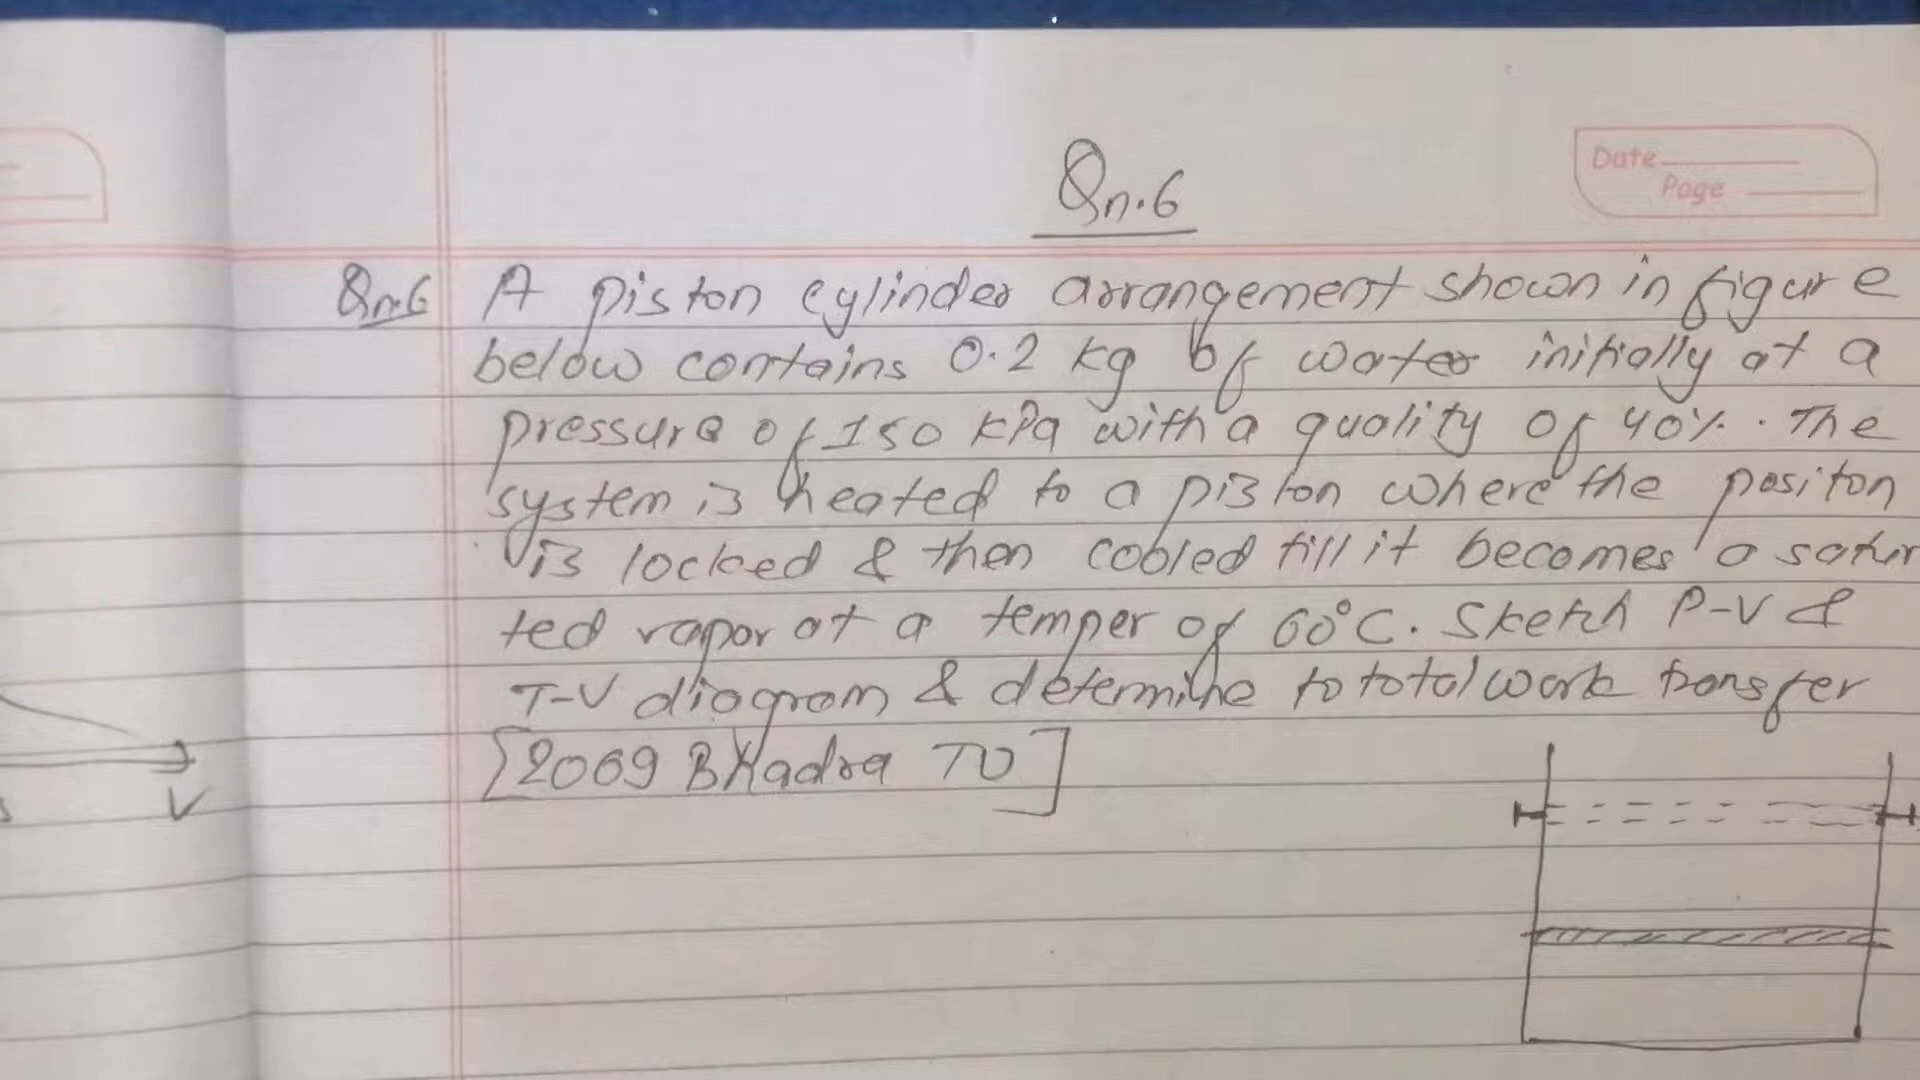 Qn.6
Date
Page
Qn.6 A piston cylinder arrangement shown in figure
below contains 0.2 kg of water initially at a
pressure of 150 kPa with a quality of 40%. The
system is heated to a piston where the positon
is locked & then cooled till it becomes a satur
ted vapor at a temper of 60°C. Sketch P-V &
T-V diagram & determine to total work transfer
[2069 Bhadra TU]
V